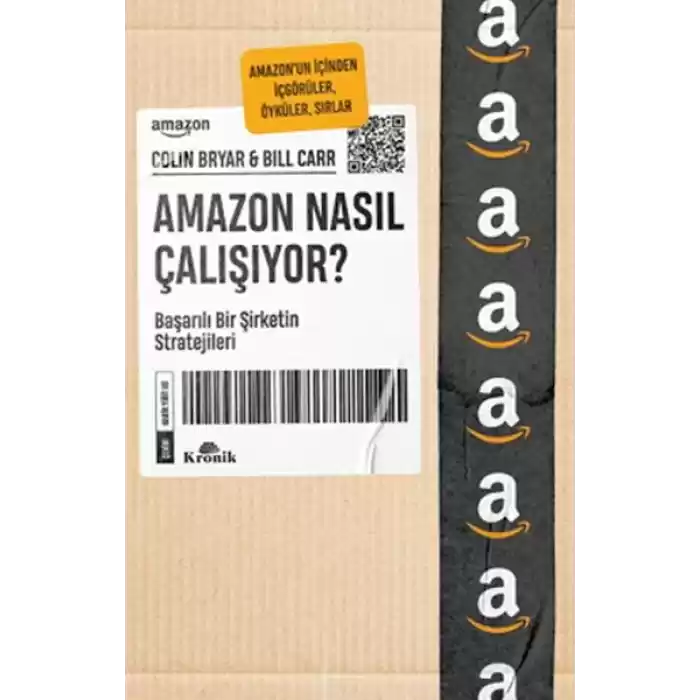 AMAZON'UN İÇİNDEN
İÇGÖRÜLER,
ÖYKÜLER, SIRLAR
amazon
COLIN BRYAR & BILL CARR
AMAZON NASIL
ÇALIŞIYOR?
Başarılı Bir Şirketin
Stratejileri
Kronik
a
a
a
a
a
a
a
a